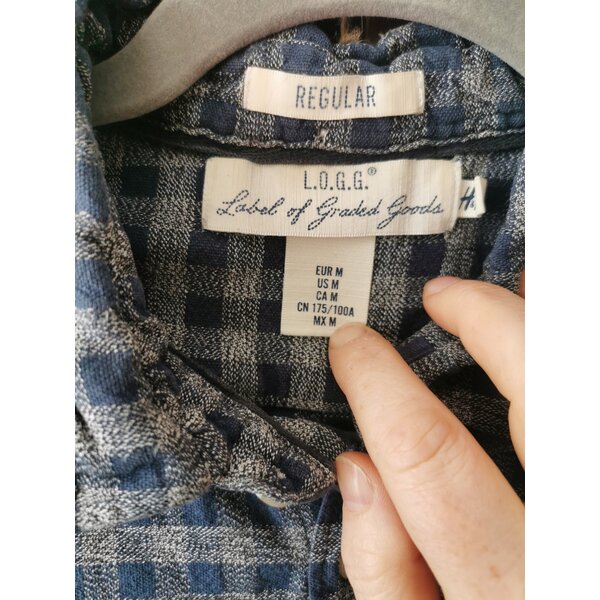 REGULAR
L.O.G.G.®
Label of Graded Goods
H
EUR M
US M
CA M
CN 175/100A
MX M